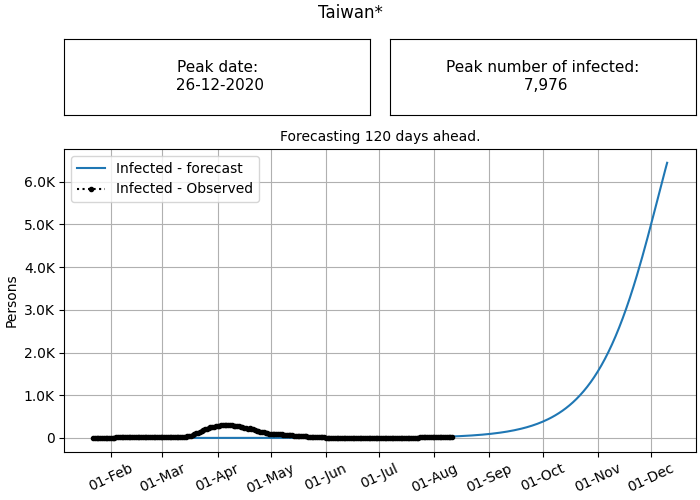 Taiwan*
Peak date:
26-12-2020
Peak number of infected:
7,976
Forecasting 120 days ahead.
Infected - forecast
Infected - Observed
Persons
6.0K
5.0K
4.0K
3.0K
2.0K
1.0K
0
01-Feb
01-Mar
01-Apr
01-May
01-Jun
01-Jul
01-Aug
01-Sep
01-Oct
01-Nov
01-Dec